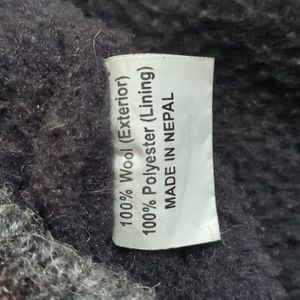 100% Wool (Exterior)
100% Polyester (Lining)
MADE IN NEPAL